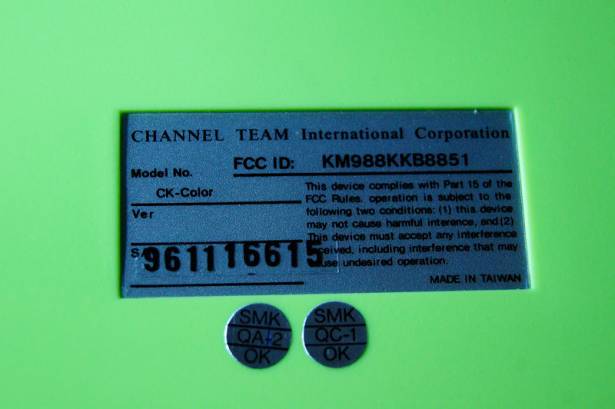 CHANNEL TEAM International Corporation
FCC ID: KM988KKB8851
Model No.
CK-Color
Ver
This device complies with Part 15 of the
FCC Rules. operation is subject to the
following two conditions: (1) this device
may not cause harmful interence, and.(2)
This device must accept any interference
received, including interference that may
cause undesired operation.
S
961116615
MADE IN TAIWAN
SMK
QA-2
OK
SMK
QC-1
OK